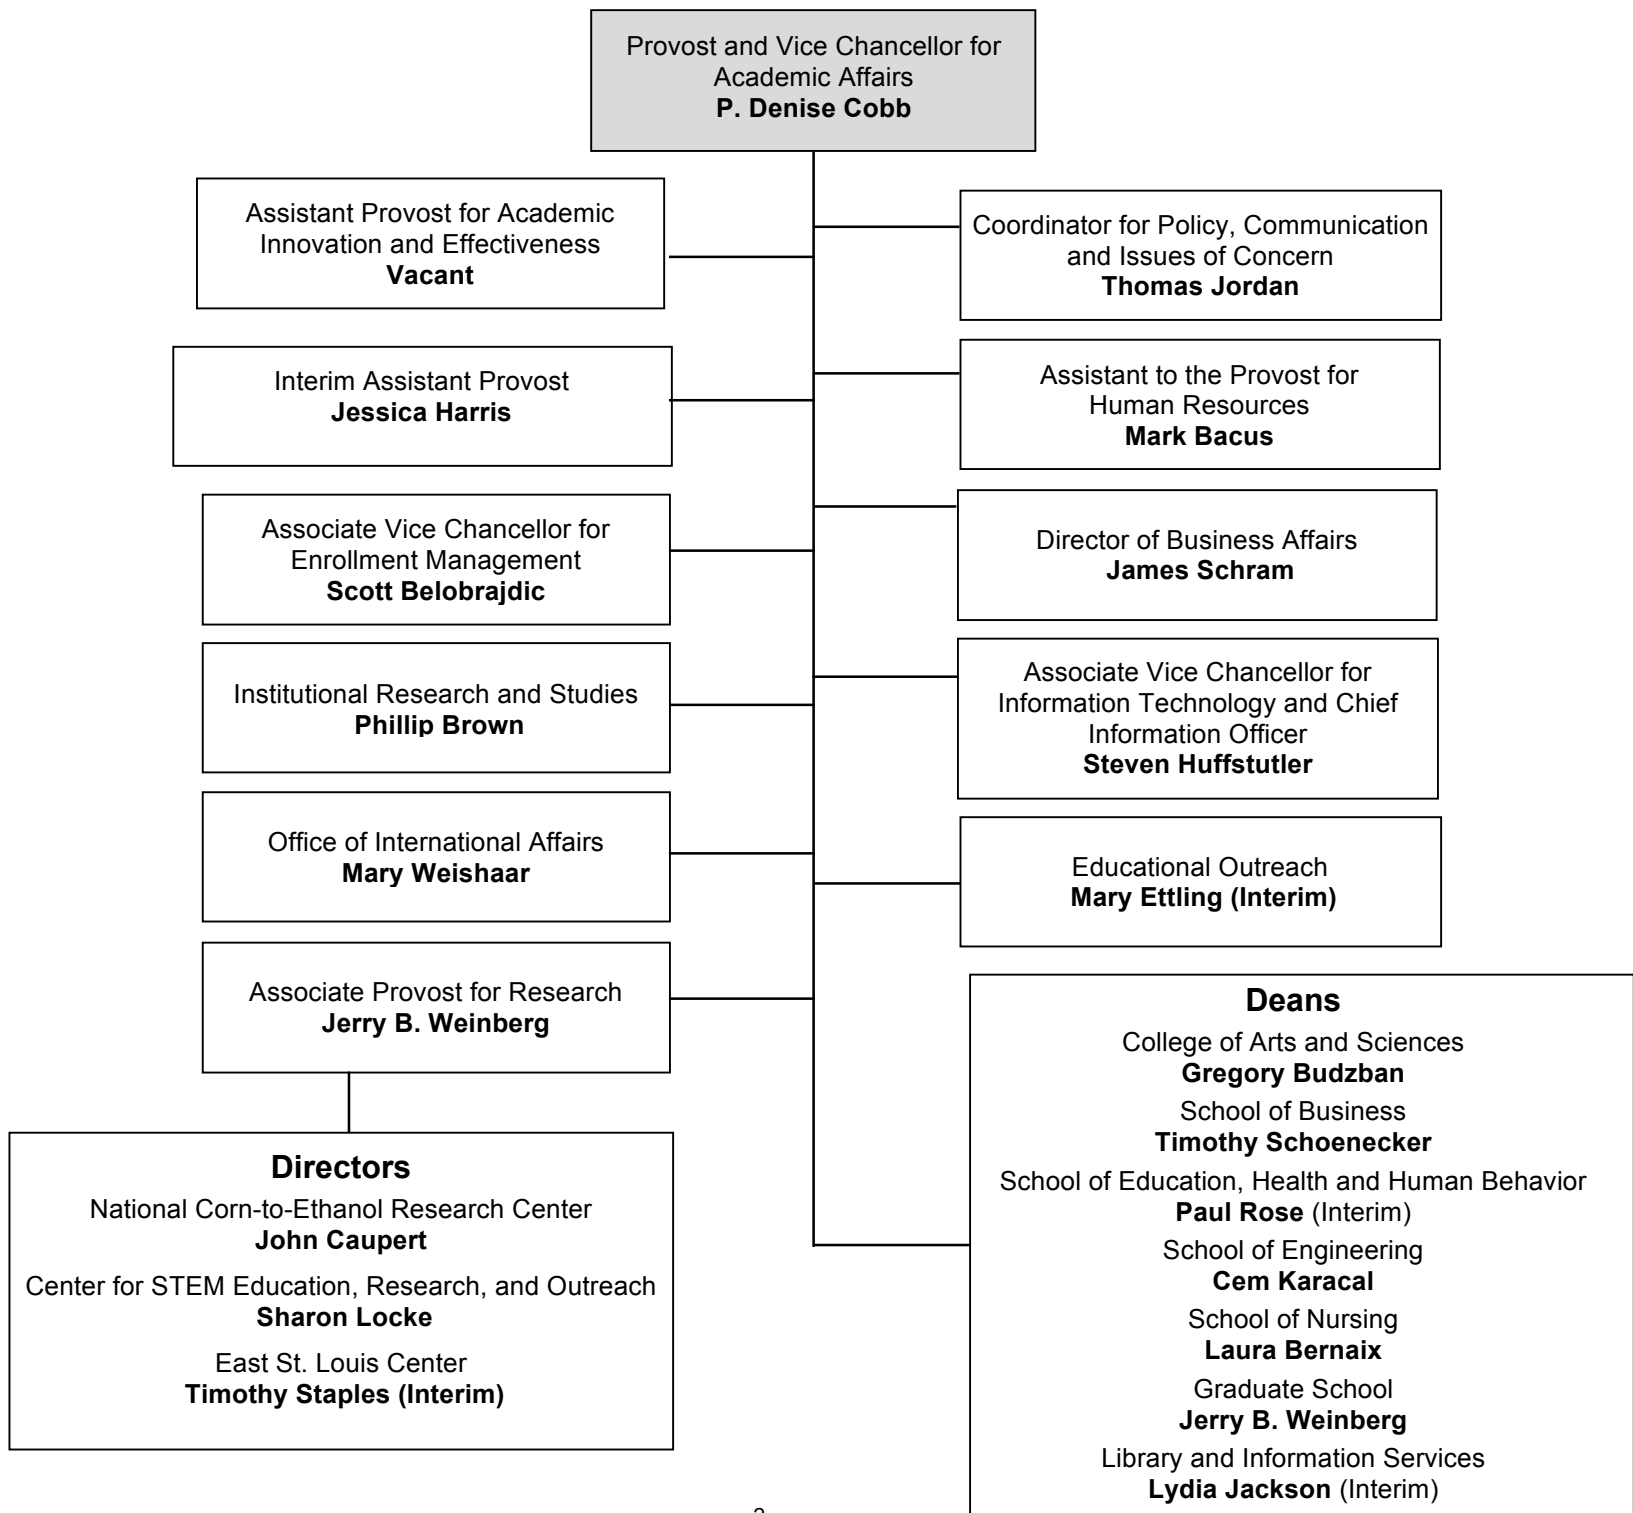 Provost and Vice Chancellor for
Academic Affairs
P. Denise Cobb
Assistant Provost for Academic
Innovation and Effectiveness
Vacant
Coordinator for Policy, Communication
and Issues of Concern
Thomas Jordan
Interim Assistant Provost
Jessica Harris
Assistant to the Provost for
Human Resources
Mark Bacus
Associate Vice Chancellor for
Enrollment Management
Scott Belobrajdic
Director of Business Affairs
James Schram
Institutional Research and Studies
Phillip Brown
Associate Vice Chancellor for
Information Technology and Chief
Information Officer
Steven Huffstutler
Office of International Affairs
Mary Weishaar
Educational Outreach
Mary Ettling (Interim)
Associate Provost for Research
Jerry B. Weinberg
Directors
National Corn-to-Ethanol Research Center
John Caupert
Center for STEM Education, Research, and Outreach
Sharon Locke
East St. Louis Center
Timothy Staples (Interim)
Deans
College of Arts and Sciences
Gregory Budzban
School of Business
Timothy Schoenecker
School of Education, Health and Human Behavior
Paul Rose (Interim)
School of Engineering
Cem Karacal
School of Nursing
Laura Bernaix
Graduate School
Jerry B. Weinberg
Library and Information Services
Lydia Jackson (Interim)